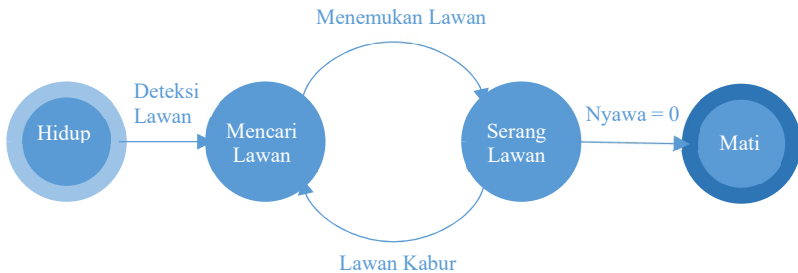 Menemukan Lawan
Deteksi
Lawan
Hidup
Mencari
Lawan
Serang
Lawan
Nyawa = 0
Mati
Lawan Kabur